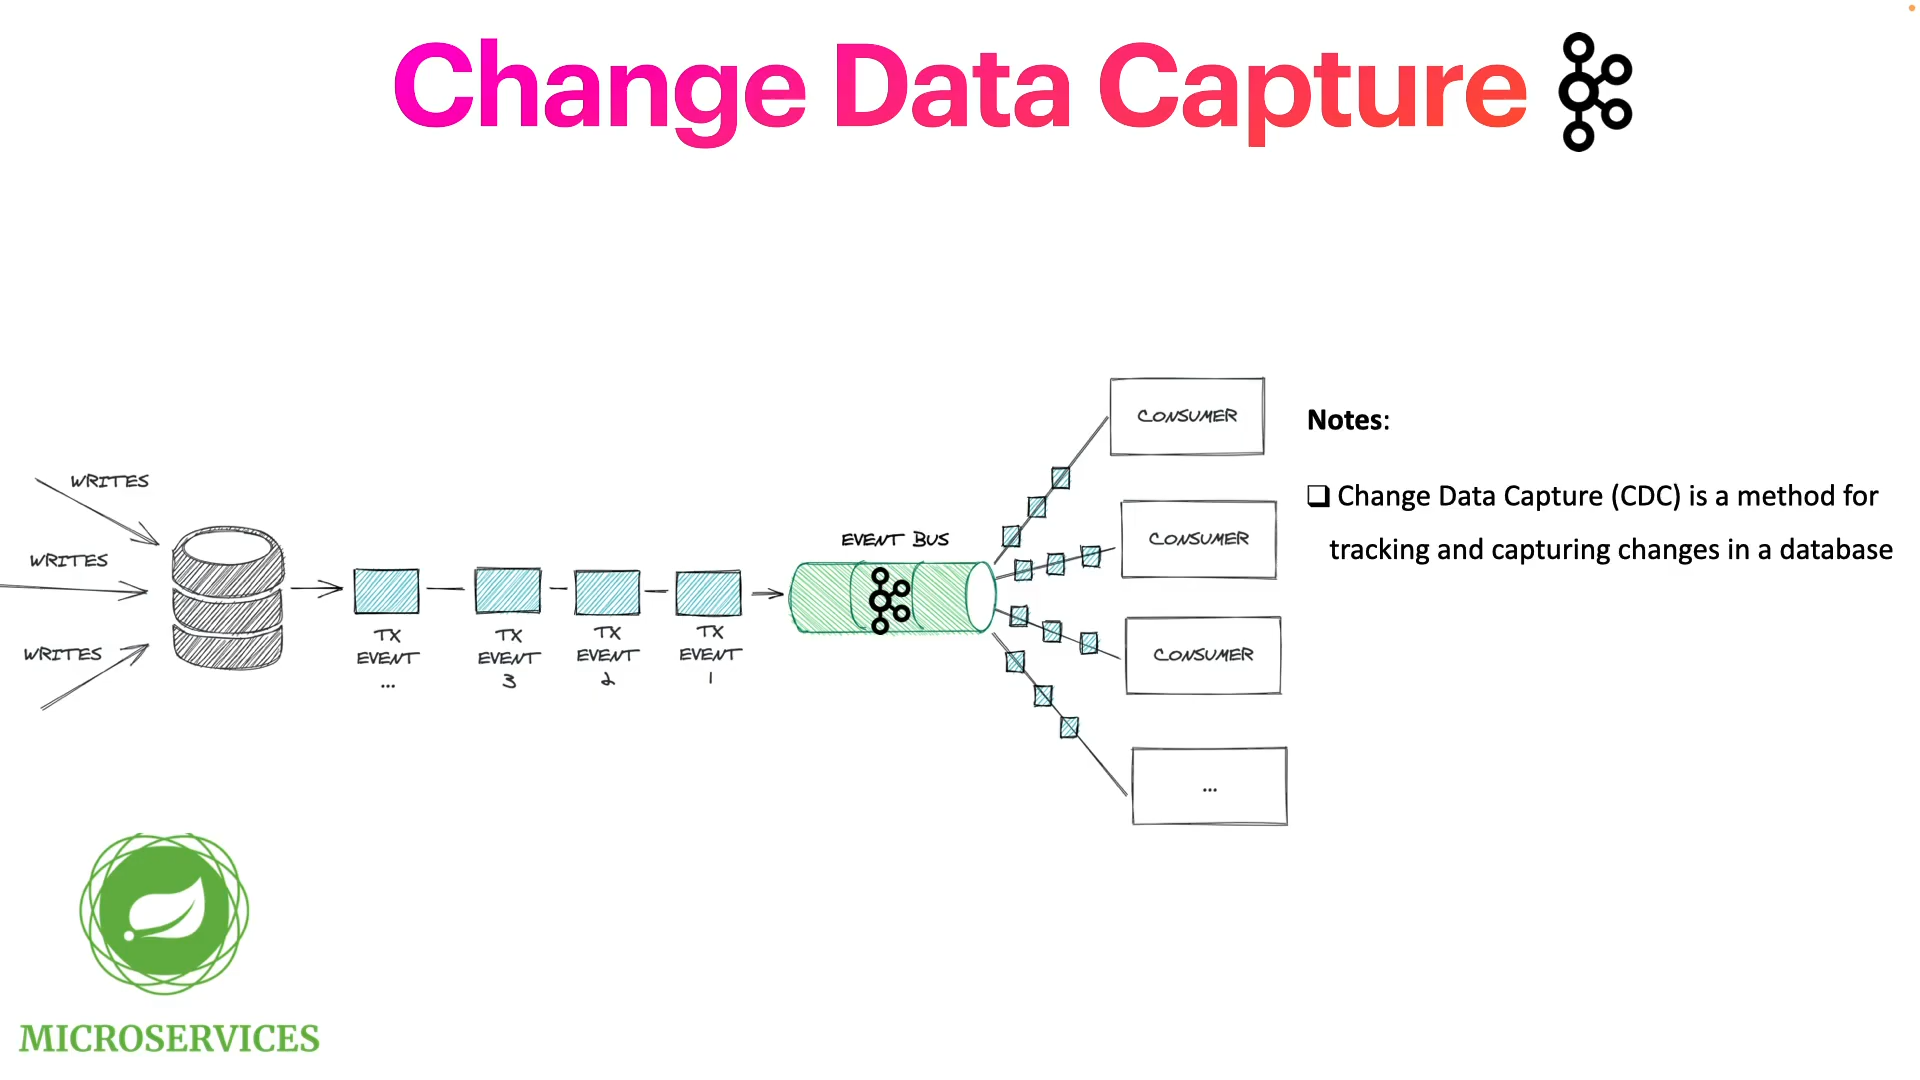 Change Data Capture
WRITES
WRITES
WRITES
TX
EVENT
...
TX
EVENT
3
TX
EVENT
2
TX
EVENT
1
EVENT BUS
CONSUMER
CONSUMER
CONSUMER
...
Notes:
Change Data Capture (CDC) is a method for
tracking and capturing changes in a database
MICROSERVICES